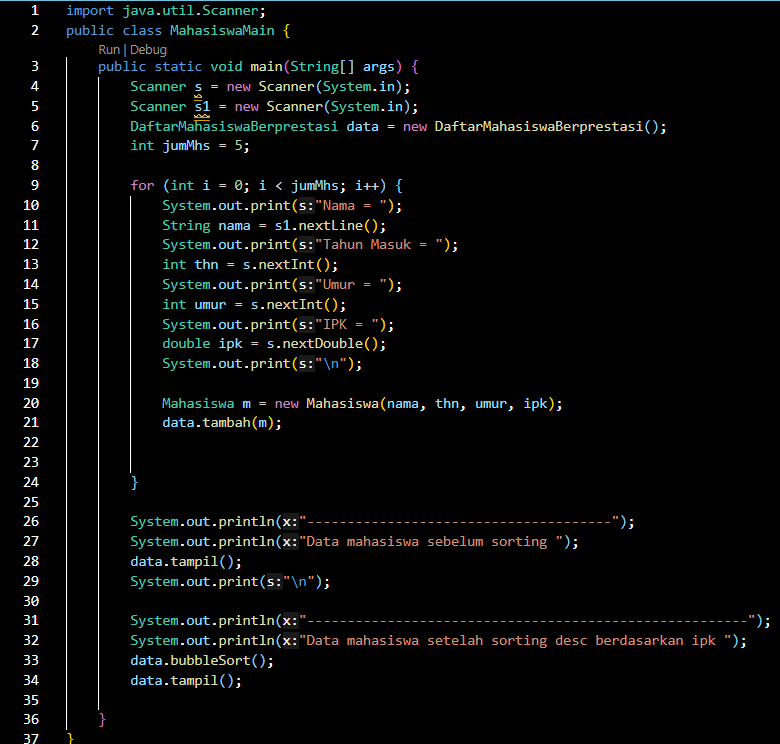 1 import java.util.Scanner;
2 public class MahasiswaMain {
Run | Debug
3 public static void main(String[] args) {
4 Scanner s = new Scanner(System.in);
5 Scanner s1 = new Scanner(System.in);
6 DaftarMahasiswaBerprestasi data = new DaftarMahasiswaBerprestasi();
7 int jumMhs = 5;
8
9 for (int i = 0; i < jumMhs; i++) {
10 System.out.print(s:"Nama = ");
11 String nama = s1.nextLine();
12 System.out.print(s:"Tahun Masuk = ");
13 int thn = s.nextInt();
14 System.out.print(s:"Umur = ");
15 int umur = s.nextInt();
16 System.out.print(s:"IPK = ");
17 double ipk = s.nextDouble();
18 System.out.print(s:"\n");
19
20 Mahasiswa m = new Mahasiswa(nama, thn, umur, ipk);
21 data.tambah(m);
22
23
24 }
25
26 System.out.println(x:"--------------------------------------");
27 System.out.println(x:"Data mahasiswa sebelum sorting ");
28 data.tampil();
29 System.out.print(s:"\n");
30
31 System.out.println(x:"-------------------------------------------------------");
32 System.out.println(x:"Data mahasiswa setelah sorting desc berdasarkan ipk ");
33 data.bubbleSort();
34 data.tampil();
35
36 }
37 }